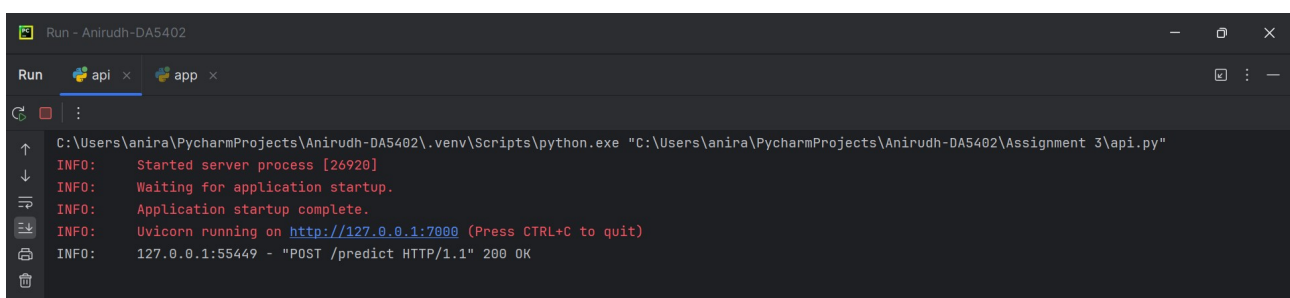 PC Run - Anirudh-DA5402
Run api app
C:\Users\anira\PycharmProjects\Anirudh-DA5402\.venv\Scripts\python.exe "C:\Users\anira\PycharmProjects\Anirudh-DA5402\Assignment 3\api.py"
INFO: Started server process [26920]
INFO: Waiting for application startup.
INFO: Application startup complete.
INFO: Uvicorn running on http://127.0.0.1:7000 (Press CTRL+C to quit)
INFO: 127.0.0.1:55449 - "POST /predict HTTP/1.1" 200 OK